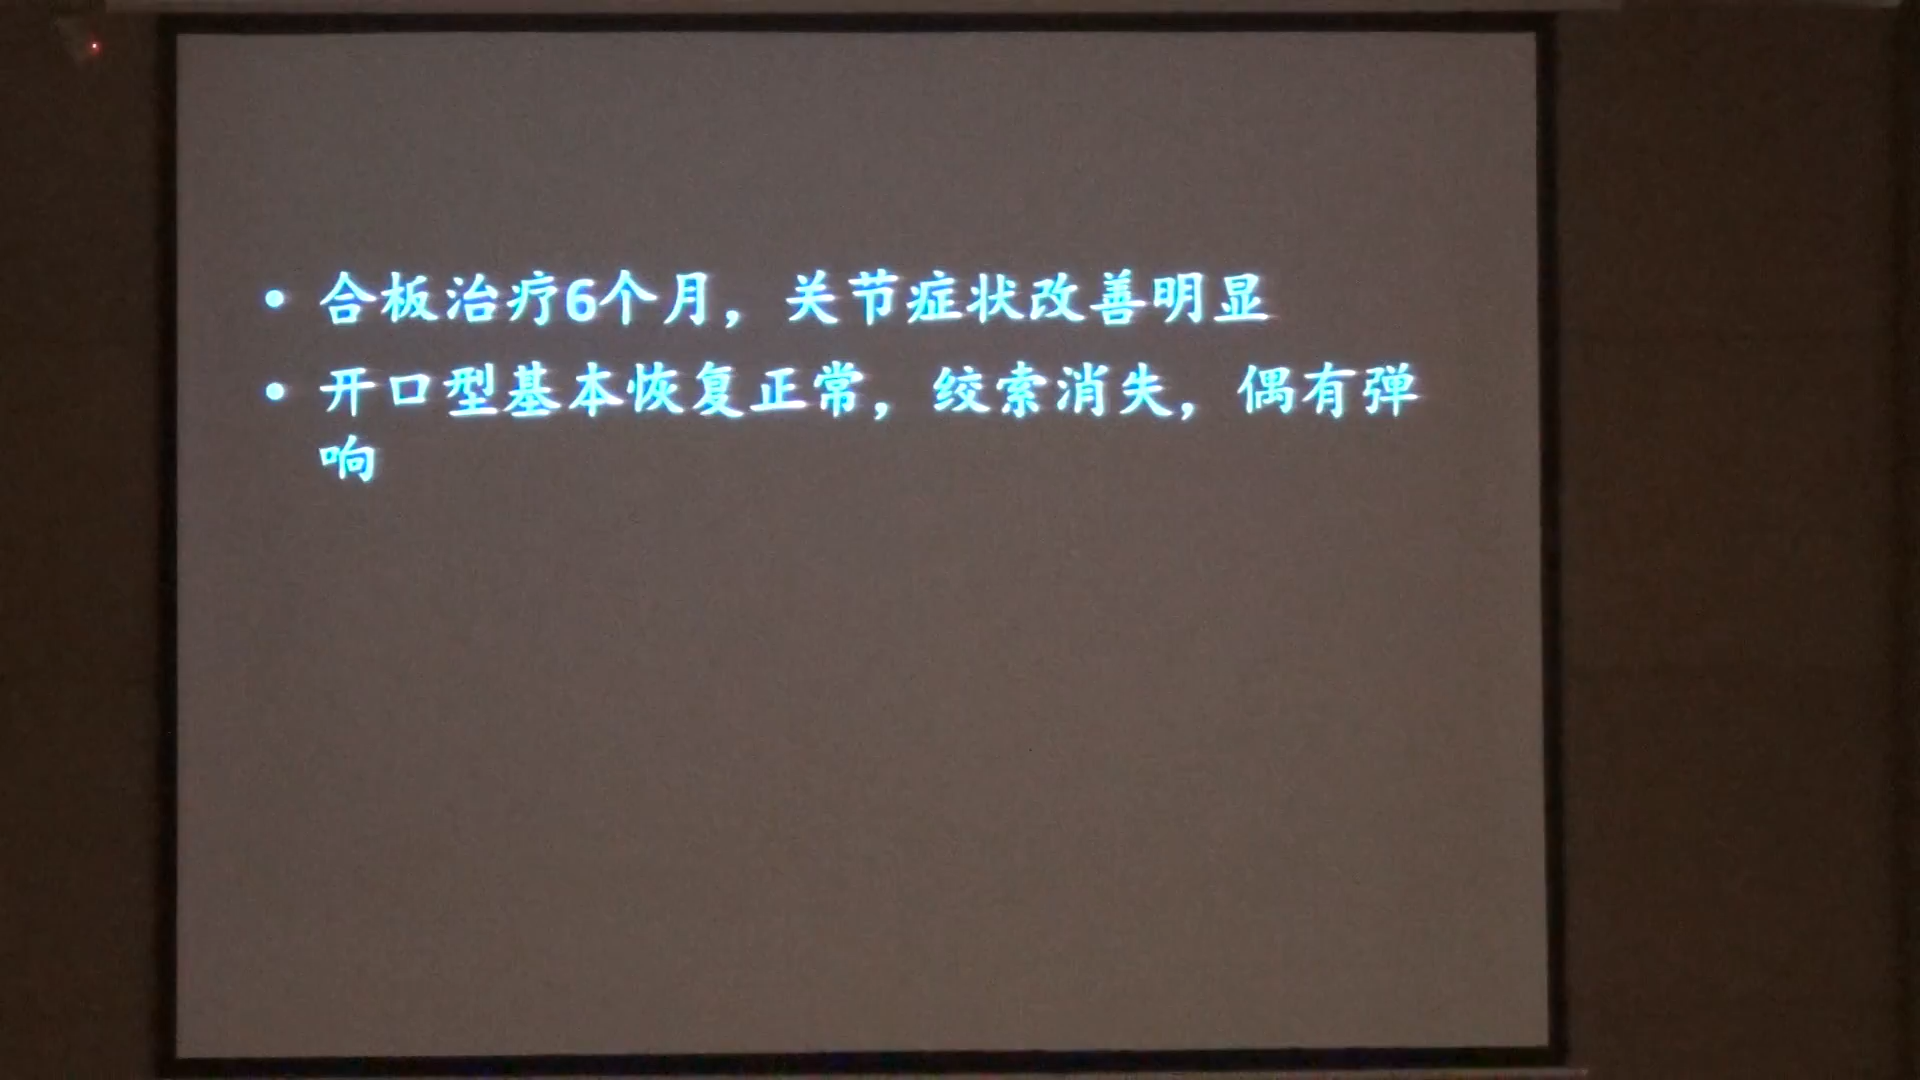 • 合板治疗6个月，关节症状改善明显
• 开口型基本恢复正常，绞索消失，偶有弹
响